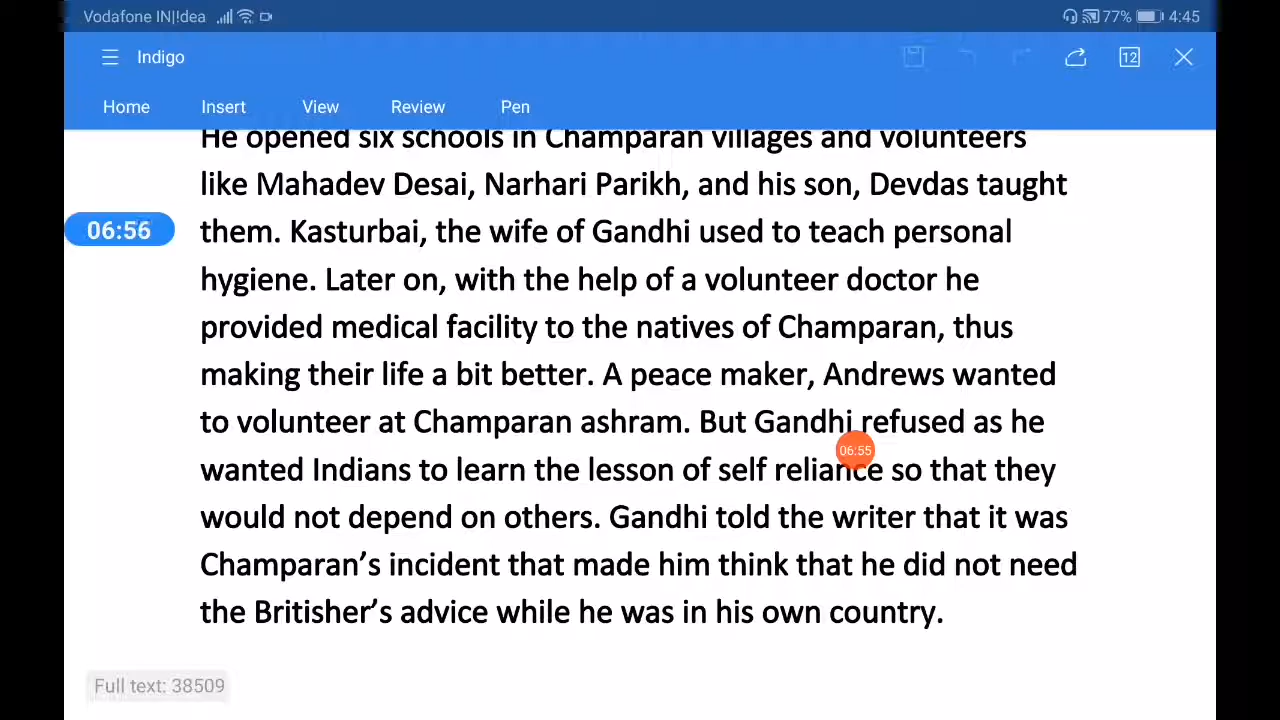 Vodafone IN|!dea 77% 4:45
Indigo 12
Home Insert View Review Pen
He opened six schools in Champaran villages and volunteers
like Mahadev Desai, Narhari Parikh, and his son, Devdas taught
06:56 them. Kasturbai, the wife of Gandhi used to teach personal
hygiene. Later on, with the help of a volunteer doctor he
provided medical facility to the natives of Champaran, thus
making their life a bit better. A peace maker, Andrews wanted
to volunteer at Champaran ashram. But Gandhi refused as he
06:55
wanted Indians to learn the lesson of self reliance so that they
would not depend on others. Gandhi told the writer that it was
Champaran’s incident that made him think that he did not need
the Britisher’s advice while he was in his own country.
Full text: 38509